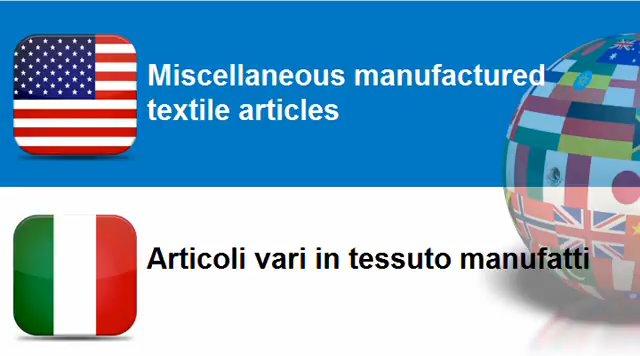 Miscellaneous manufactured
textile articles
Articoli vari in tessuto manufatti